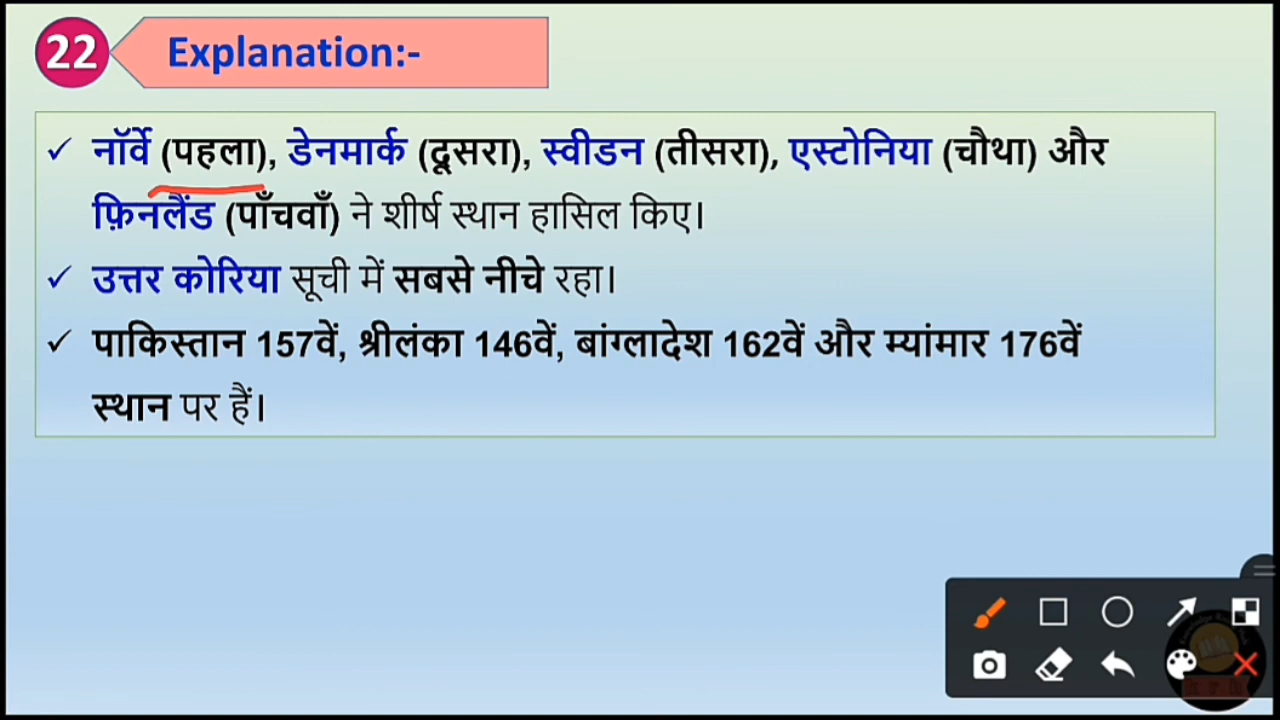 22 Explanation:-
✓ नॉर्वे (पहला), डेनमार्क (दूसरा), स्वीडन (तीसरा), एस्टोनिया (चौथा) और
फ़िनलैंड (पाँचवाँ) ने शीर्ष स्थान हासिल किए।
✓ उत्तर कोरिया सूची में सबसे नीचे रहा।
✓ पाकिस्तान 157वें, श्रीलंका 146वें, बांग्लादेश 162वें और म्यांमार 176वें
स्थान पर हैं।